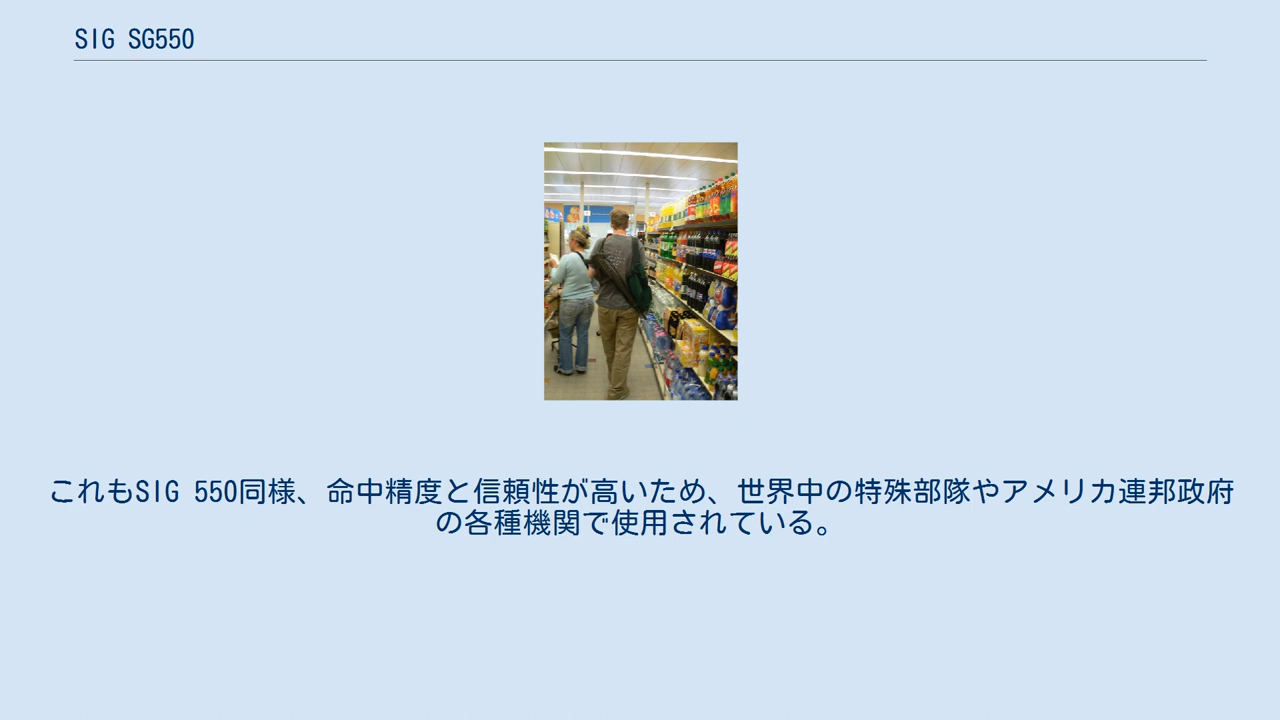 SIG SG550
これもSIG 550同様、命中精度と信頼性が高いため、世界中の特殊部隊やアメリカ連邦政府
の各種機関で使用されている。